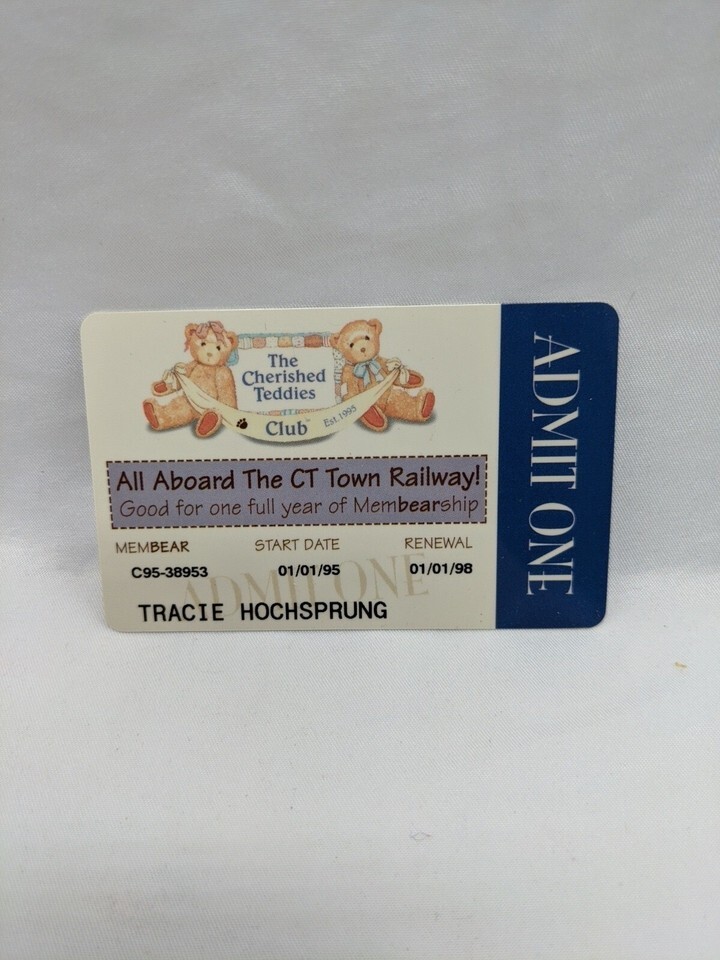 The
Cherished
Teddies
Club™ Est. 1995
All Aboard The CT Town Railway!
Good for one full year of Membearship
MEMBEAR START DATE RENEWAL
C95-38953 01/01/95 01/01/98
ADMIT ONE
TRACIE HOCHSPRUNG
ADMIT ONE